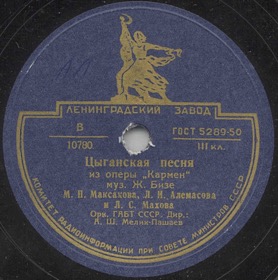 ЛЕНИНГРАДСКИЙ ЗАВОД
В
10780
ГОСТ 5289-50
III кл.
Цыганская песня
из оперы „Кармен"
муз. Ж. Бизе
М. П. Максакова, Л. И. Алемасова
и Л. С. Махова
Орк. ГАБТ СССР. Дир.:
А. Ш. Мелик-Пашаев
КОМИТЕТ РАДИОИНФОРМАЦИИ ПРИ СОВЕТЕ МИНИСТРОВ СССР